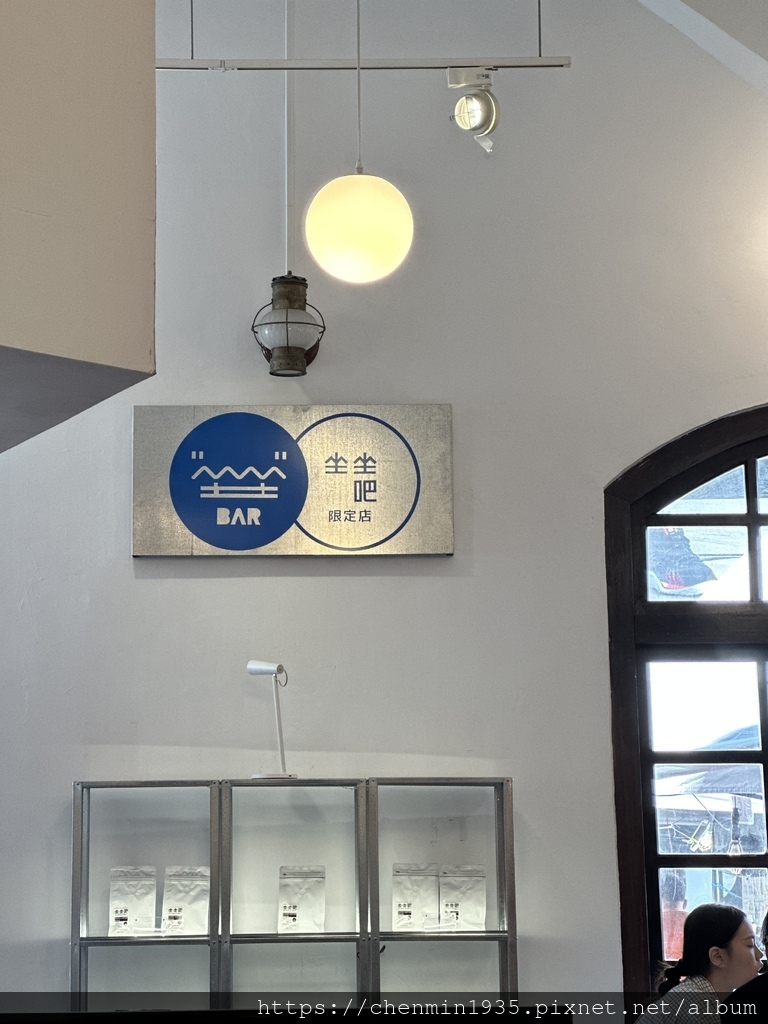 BAR
坐坐
吧
限定店
https://chenmin1935.pixnet.net/album